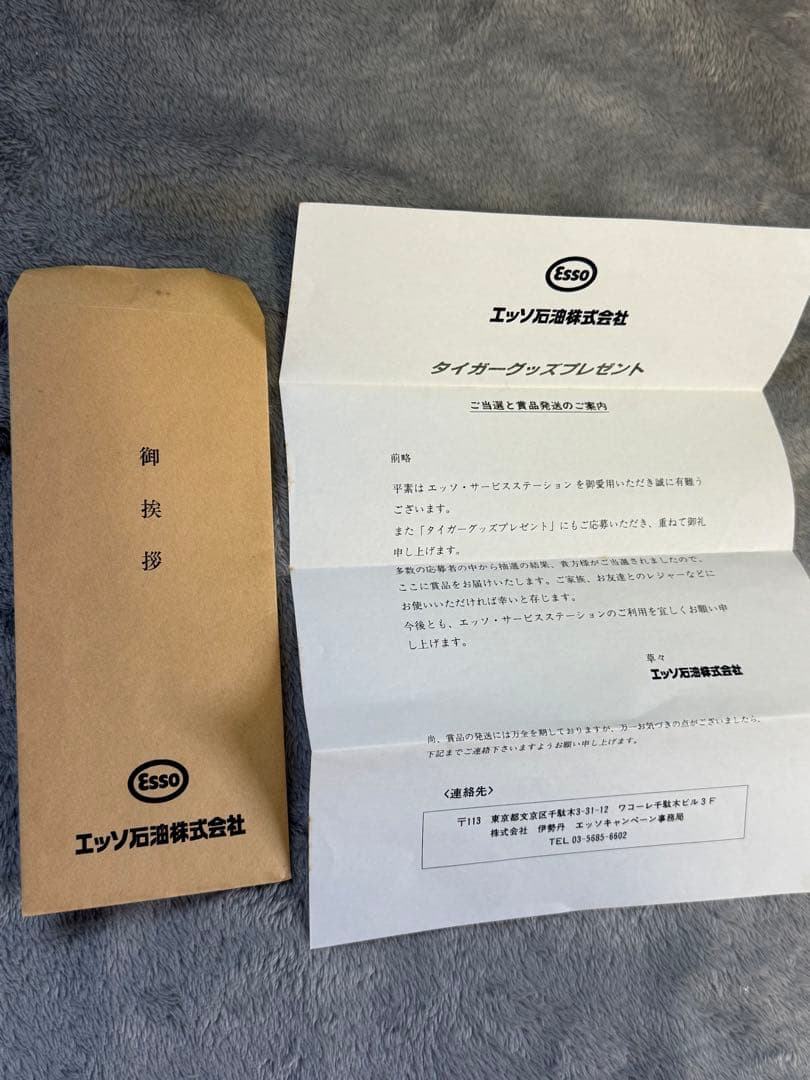 御挨拶
Esso
エッソ石油株式会社
Esso
エッソ石油株式会社
タイガーグッズプレゼント
ご当選と賞品発送のご案内
前略
平素は エッソ・サービスステーション を御愛用いただき誠に有難う
ございます。
また「タイガーグッズプレゼント」にもご応募いただき、重ねて御礼
申し上げます。
多数の応募者の中から抽選の結果、貴方様がご当選されましたので、
ここに賞品をお届けいたします。ご家族、お友達とのレジャーなどに
お使いいただければ幸いと存じます。
今後とも、エッソ・サービスステーションのご利用を宜しくお願い申
し上げます。
草々
エッソ石油株式会社
尚、賞品の発送には万全を期しておりますが、万一お気づきの点がございましたら、
下記までご連絡下さいますようお願い申し上げます。
〈連絡先〉
〒113 東京都文京区千駄木3-31-12 ワコーレ千駄木ビル3F
株式会社 伊勢丹 エッソキャンペーン事務局
TEL 03-5685-6602